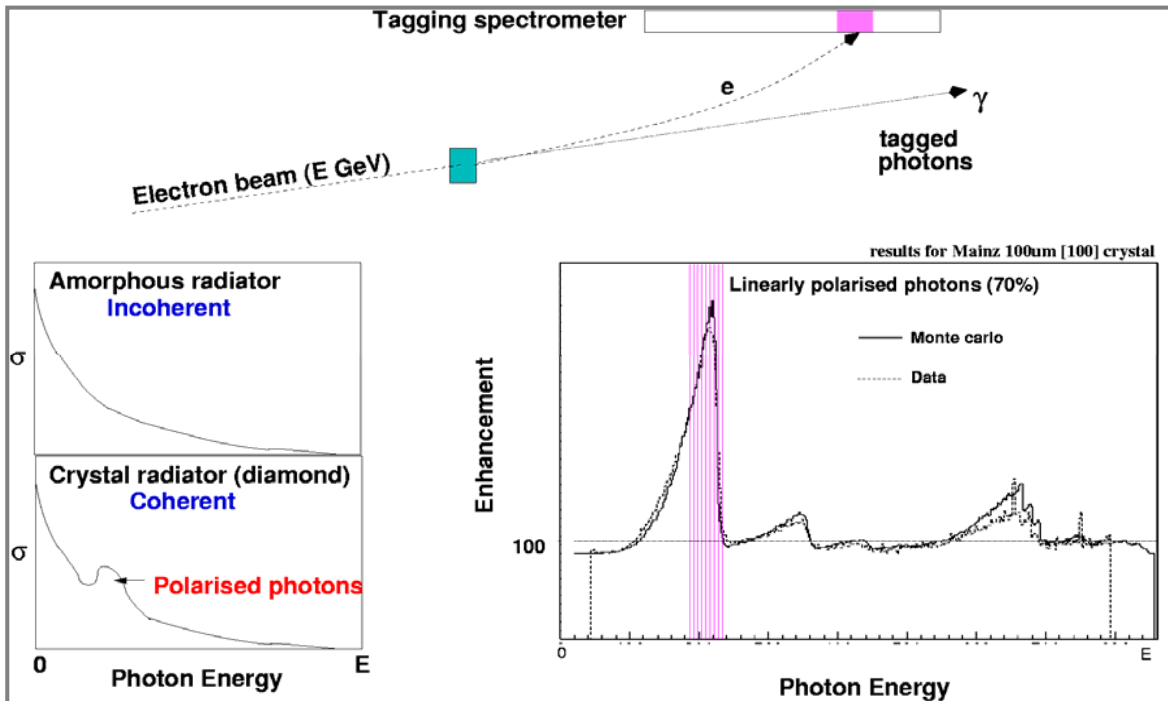 Tagging spectrometer
e
γ
tagged
photons
Electron beam (E GeV)
Amorphous radiator
Incoherent
σ
Crystal radiator (diamond)
Coherent
σ
Polarised photons
0
E
Photon Energy
results for Mainz 100um [100] crystal
Linearly polarised photons (70%)
Monte carlo
Data
Enhancement
100
0
E
Photon Energy